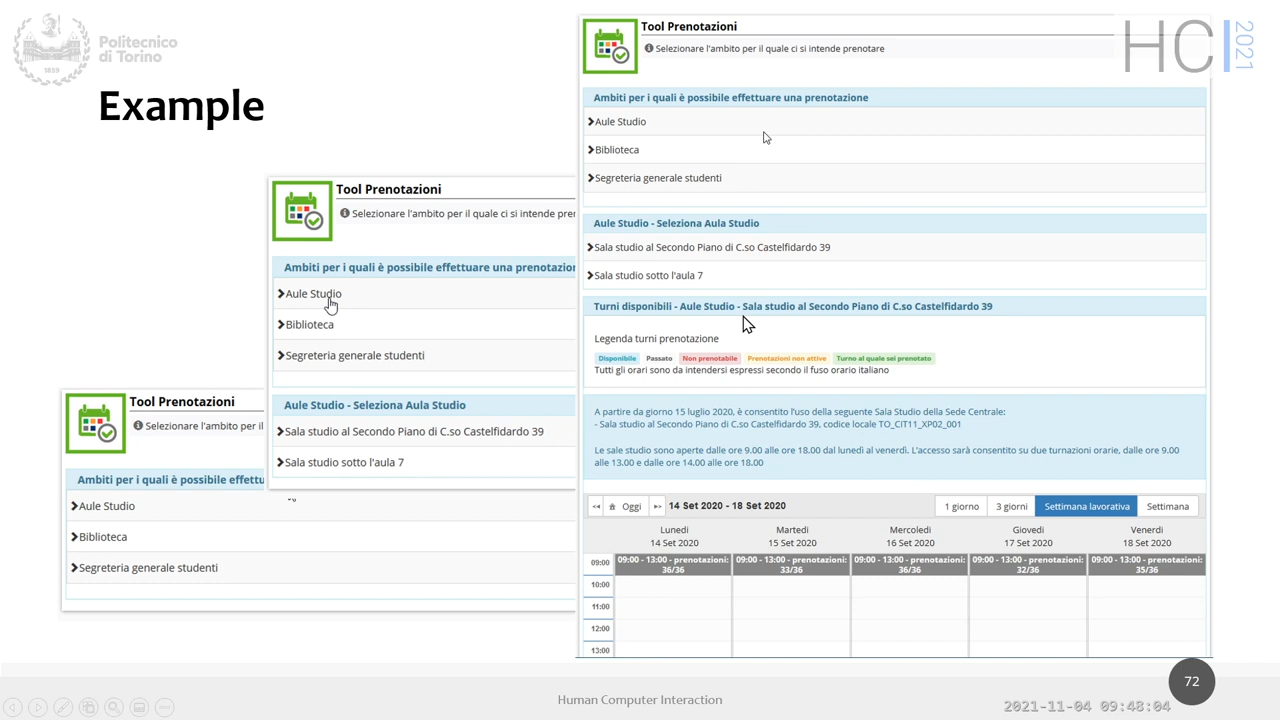 Politecnico
di Torino
1859
HCI
2021
Example
Tool Prenotazioni
Selezionare l'ambito per il
Ambiti per i quali è possibile effettu
Aule Studio
Biblioteca
Segreteria generale studenti
Tool Prenotazioni
Selezionare l'ambito per il quale ci si intende pre
Ambiti per i quali è possibile effettuare una prenotazion
Aule Studio
Biblioteca
Segreteria generale studenti
Aule Studio - Seleziona Aula Studio
Sala studio al Secondo Piano di C.so Castelfidardo 39
Sala studio sotto l'aula 7
Tool Prenotazioni
Selezionare l'ambito per il quale ci si intende prenotare
Ambiti per i quali è possibile effettuare una prenotazione
Aule Studio
Biblioteca
Segreteria generale studenti
Aule Studio - Seleziona Aula Studio
Sala studio al Secondo Piano di C.so Castelfidardo 39
Sala studio sotto l'aula 7
Turni disponibili - Aule Studio - Sala studio al Secondo Piano di C.so Castelfidardo 39
Legenda turni prenotazione
Disponibile Passato Non prenotabile Prenotazioni non attive Turno al quale sei prenotato
Tutti gli orari sono da intendersi espressi secondo il fuso orario italiano
A partire da giorno 15 luglio 2020, è consentito l'uso della seguente Sala Studio della Sede Centrale:
- Sala studio al Secondo Piano di C.so Castelfidardo 39, codice locale TO_CIT11_XP02_001
Le sale studio sono aperte dalle ore 9.00 alle ore 18.00 dal lunedì al venerdì. L'accesso sarà consentito su due turnazioni orarie, dalle ore 9.00
alle 13.00 e dalle ore 14.00 alle ore 18.00
Oggi 14 Set 2020 - 18 Set 2020 1 giorno 3 giorni Settimana lavorativa Settimana
Lunedì Martedì Mercoledì Giovedì Venerdì
14 Set 2020 15 Set 2020 16 Set 2020 17 Set 2020 18 Set 2020
09:00 09:00 - 13:00 - prenotazioni: 09:00 - 13:00 - prenotazioni: 09:00 - 13:00 - prenotazioni: 09:00 - 13:00 - prenotazioni: 09:00 - 13:00 - prenotazioni:
36/36 33/36 36/36 32/36 35/36
10:00
11:00
12:00
13:00
Human Computer Interaction
72
2021-11-04 09:48:04